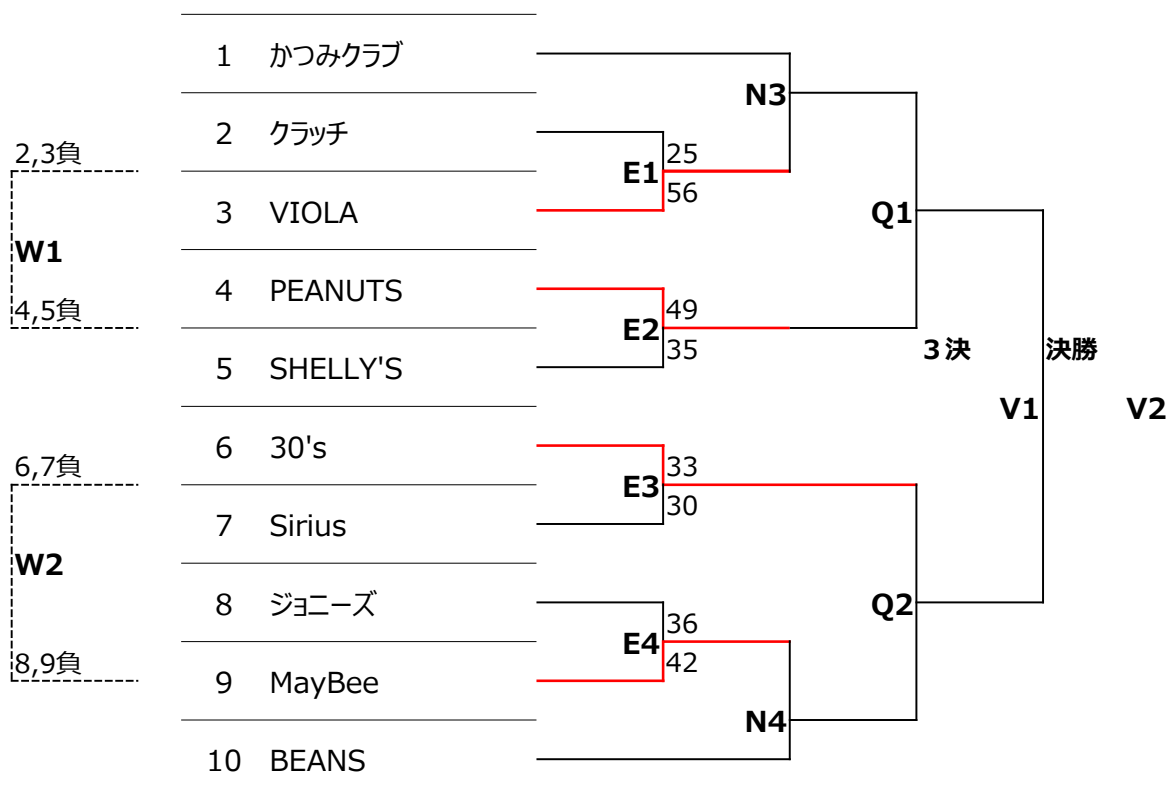 1 かつみクラブ
N3
2 クラッチ
2,3負
25
E1
56
3 VIOLA
Q1
W1
4 PEANUTS
4,5負
49
E2
35
３決
決勝
5 SHELLY'S
V1
V2
6 30's
6,7負
33
E3
30
7 Sirius
W2
8 ジョニーズ
Q2
36
E4
42
8,9負
9 MayBee
N4
10 BEANS